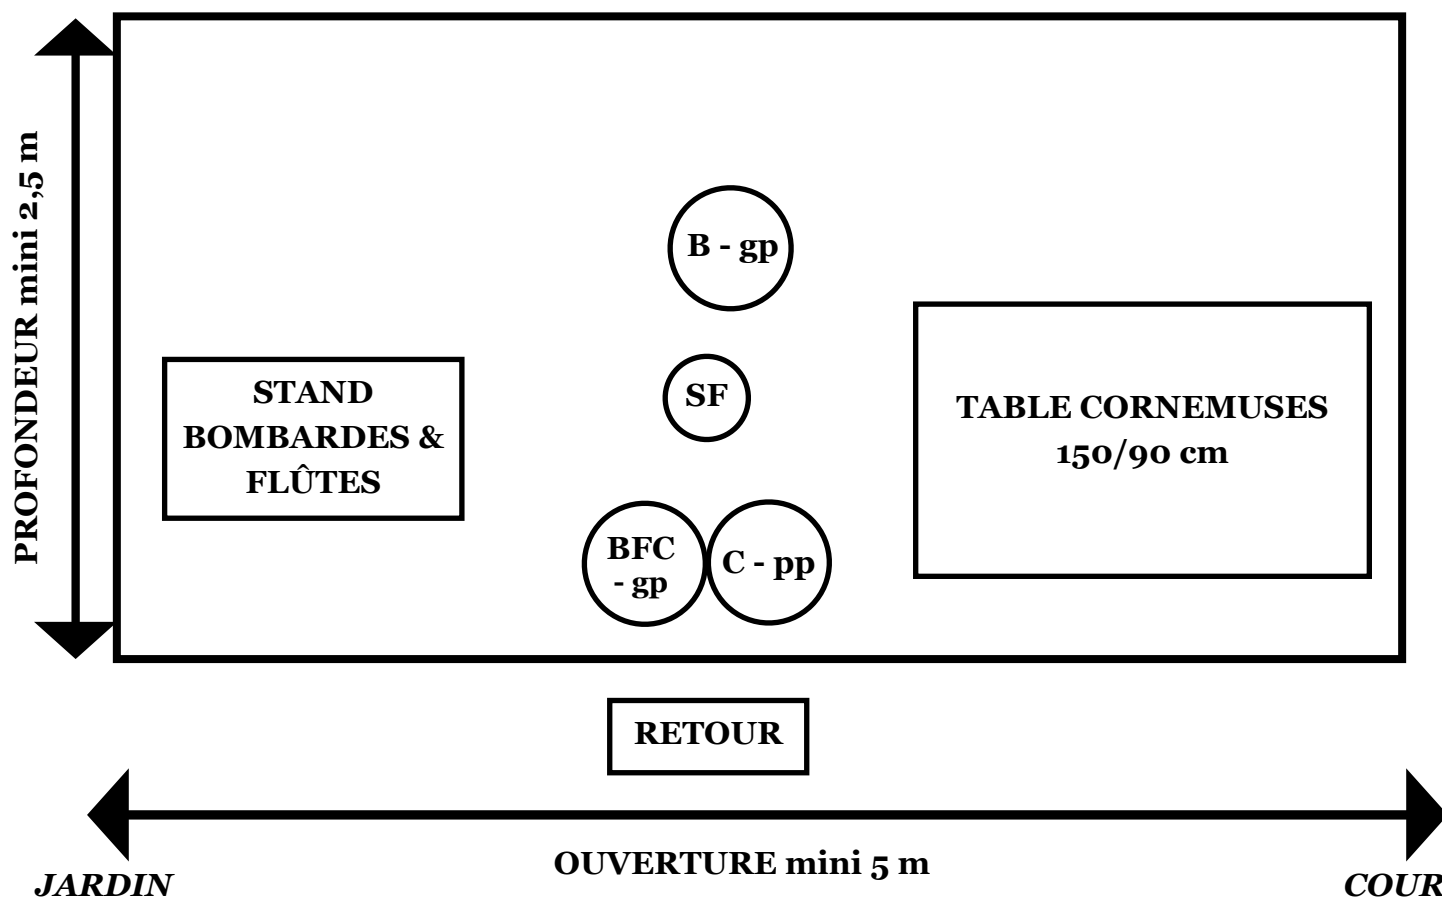 PROFONDEUR mini 2,5 m
B - gp
SF
STAND
BOMBARDES &
FLÛTES
TABLE CORNEMUSES
150/90 cm
BFC
- gp
C - pp
RETOUR
OUVERTURE mini 5 m
JARDIN
COUR